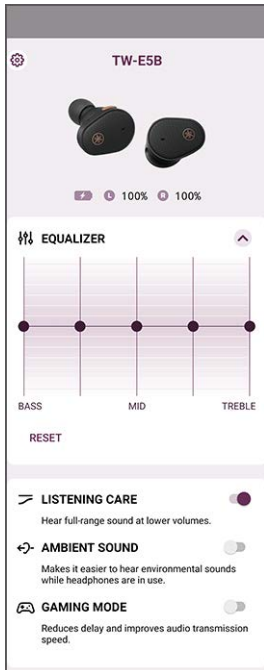 TW-E5B
L 100% R 100%
EQUALIZER
BASS MID TREBLE
RESET
LISTENING CARE
Hear full-range sound at lower volumes.
AMBIENT SOUND
Makes it easier to hear environmental sounds
while headphones are in use.
GAMING MODE
Reduces delay and improves audio transmission
speed.